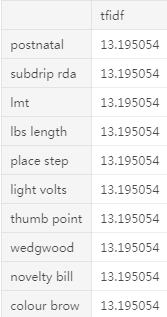 tfidf
postnatal 13.195054
subdrip rda 13.195054
lmt 13.195054
lbs length 13.195054
place step 13.195054
light volts 13.195054
thumb point 13.195054
wedgwood 13.195054
novelty bill 13.195054
colour brow 13.195054